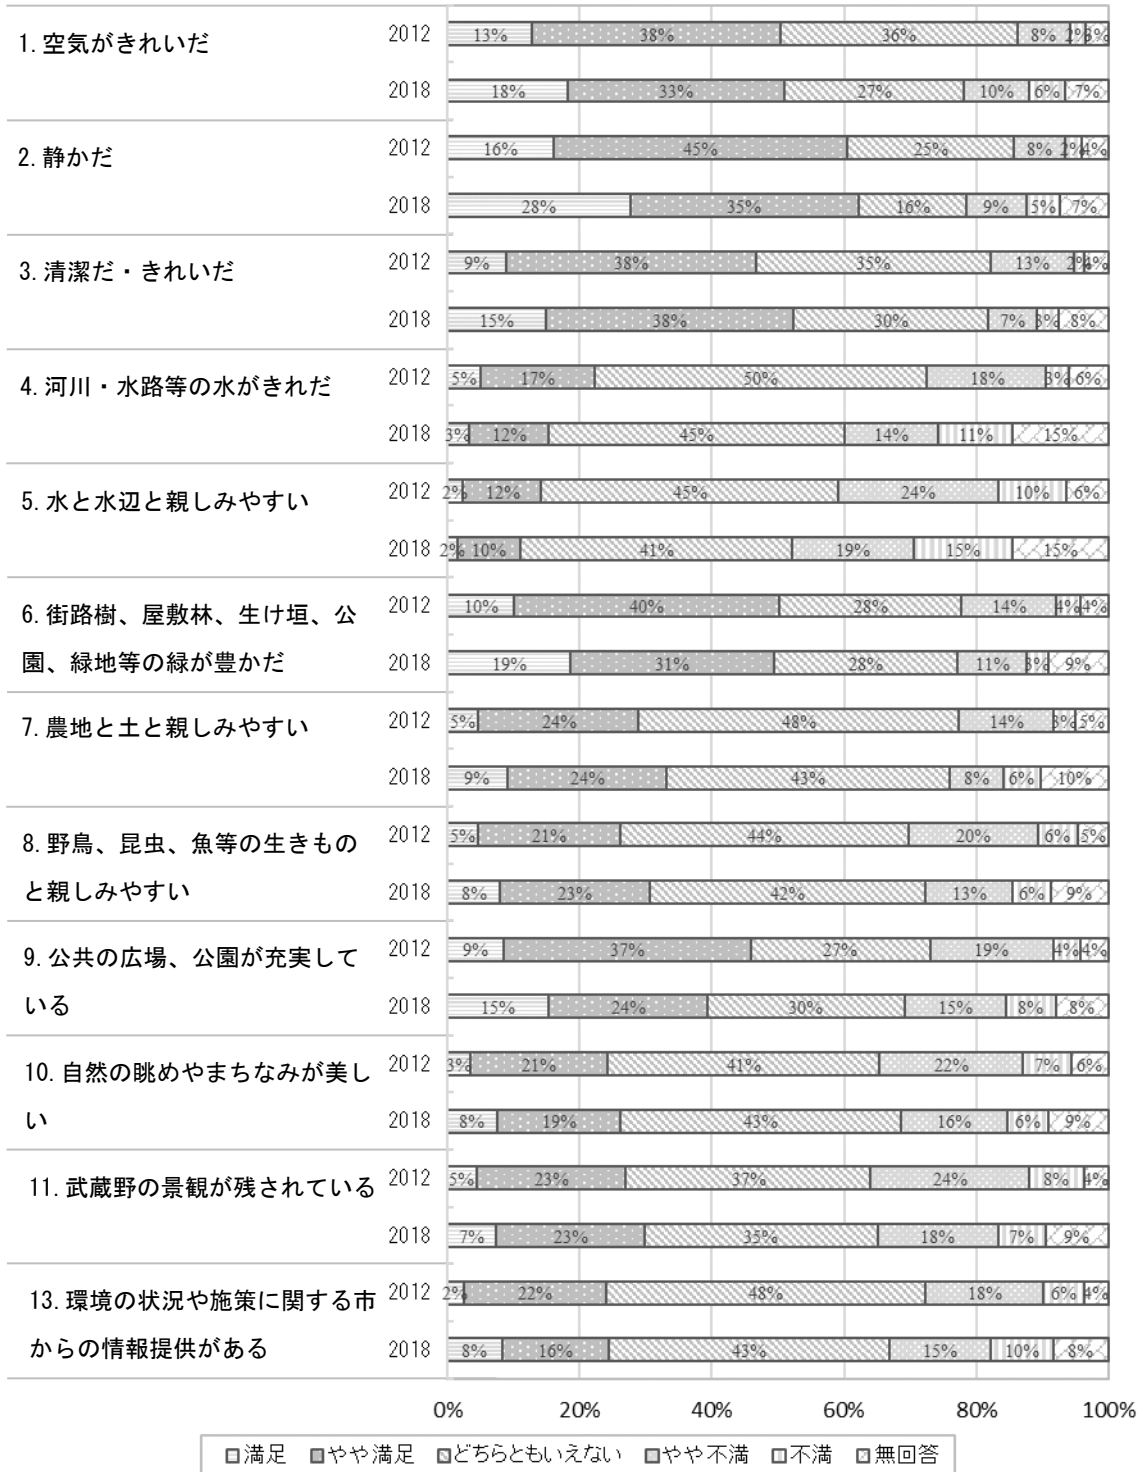 1.空気がきれいだ
2012 13% 38% 36% 8% 2% 3%
2018 18% 33% 27% 10% 6% 7%
2.静かだ
2012 16% 45% 25% 8% 2% 4%
2018 28% 35% 16% 9% 5% 7%
3.清潔だ・きれいだ
2012 9% 38% 35% 13% 2% 4%
2018 15% 38% 30% 7% 3% 8%
4.河川・水路等の水がきれだ
2012 5% 17% 50% 18% 3% 6%
2018 3% 12% 45% 14% 11% 15%
5.水と水辺と親しみやすい
2012 2% 12% 45% 24% 10% 6%
2018 2% 10% 41% 19% 15% 15%
6.街路樹、屋敷林、生け垣、公
園、緑地等の緑が豊かだ
2012 10% 40% 28% 14% 4% 4%
2018 19% 31% 28% 11% 3% 9%
7.農地と土と親しみやすい
2012 5% 24% 48% 14% 3% 5%
2018 9% 24% 43% 8% 6% 10%
8.野鳥、昆虫、魚等の生きもの
と親しみやすい
2012 5% 21% 44% 20% 6% 5%
2018 8% 23% 42% 13% 6% 9%
9.公共の広場、公園が充実して
いる
2012 9% 37% 27% 19% 4% 4%
2018 15% 24% 30% 15% 8% 8%
10.自然の眺めやまちなみが美し
い
2012 3% 21% 41% 22% 7% 6%
2018 8% 19% 43% 16% 6% 9%
11.武蔵野の景観が残されている
2012 5% 23% 37% 24% 8% 4%
2018 7% 23% 35% 18% 7% 9%
13.環境の状況や施策に関する市
からの情報提供がある
2012 2% 22% 48% 18% 6% 4%
2018 8% 16% 43% 15% 10% 8%
0% 20% 40% 60% 80% 100%
満足 やや満足 どちらともいえない やや不満 不満 無回答